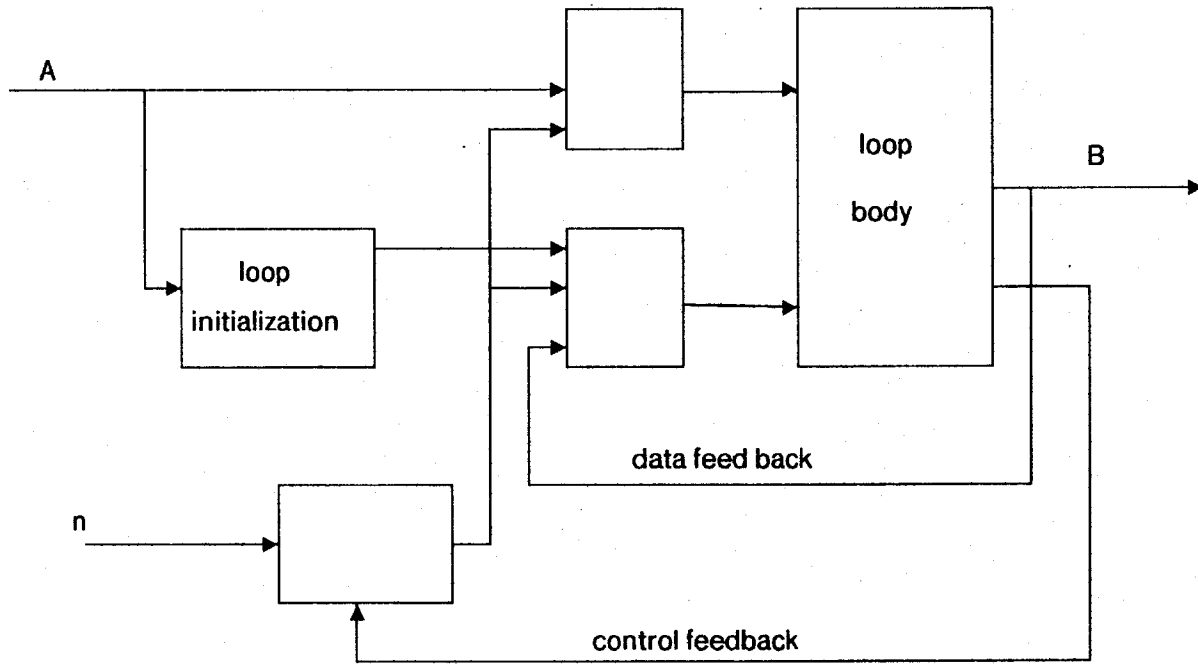 A
loop
body
B
loop
initialization
data feed back
n
control feedback